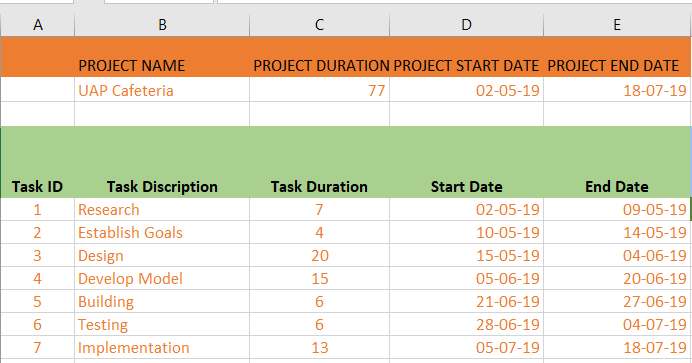 A B C D E
PROJECT NAME PROJECT DURATION PROJECT START DATE PROJECT END DATE
UAP Cafeteria 77 02-05-19 18-07-19
Task ID Task Discription Task Duration Start Date End Date
1 Research 7 02-05-19 09-05-19
2 Establish Goals 4 10-05-19 14-05-19
3 Design 20 15-05-19 04-06-19
4 Develop Model 15 05-06-19 20-06-19
5 Building 6 21-06-19 27-06-19
6 Testing 6 28-06-19 04-07-19
7 Implementation 13 05-07-19 18-07-19